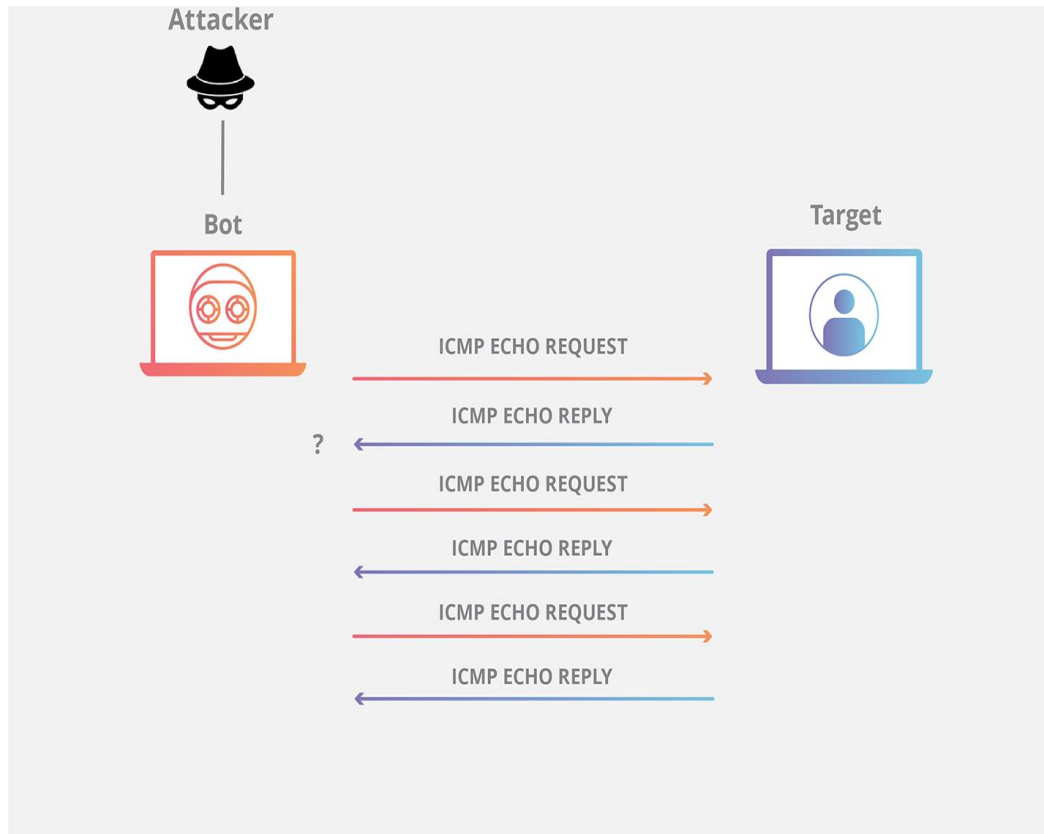 Attacker
Bot
Target
ICMP ECHO REQUEST
ICMP ECHO REPLY
?
ICMP ECHO REQUEST
ICMP ECHO REPLY
ICMP ECHO REQUEST
ICMP ECHO REPLY